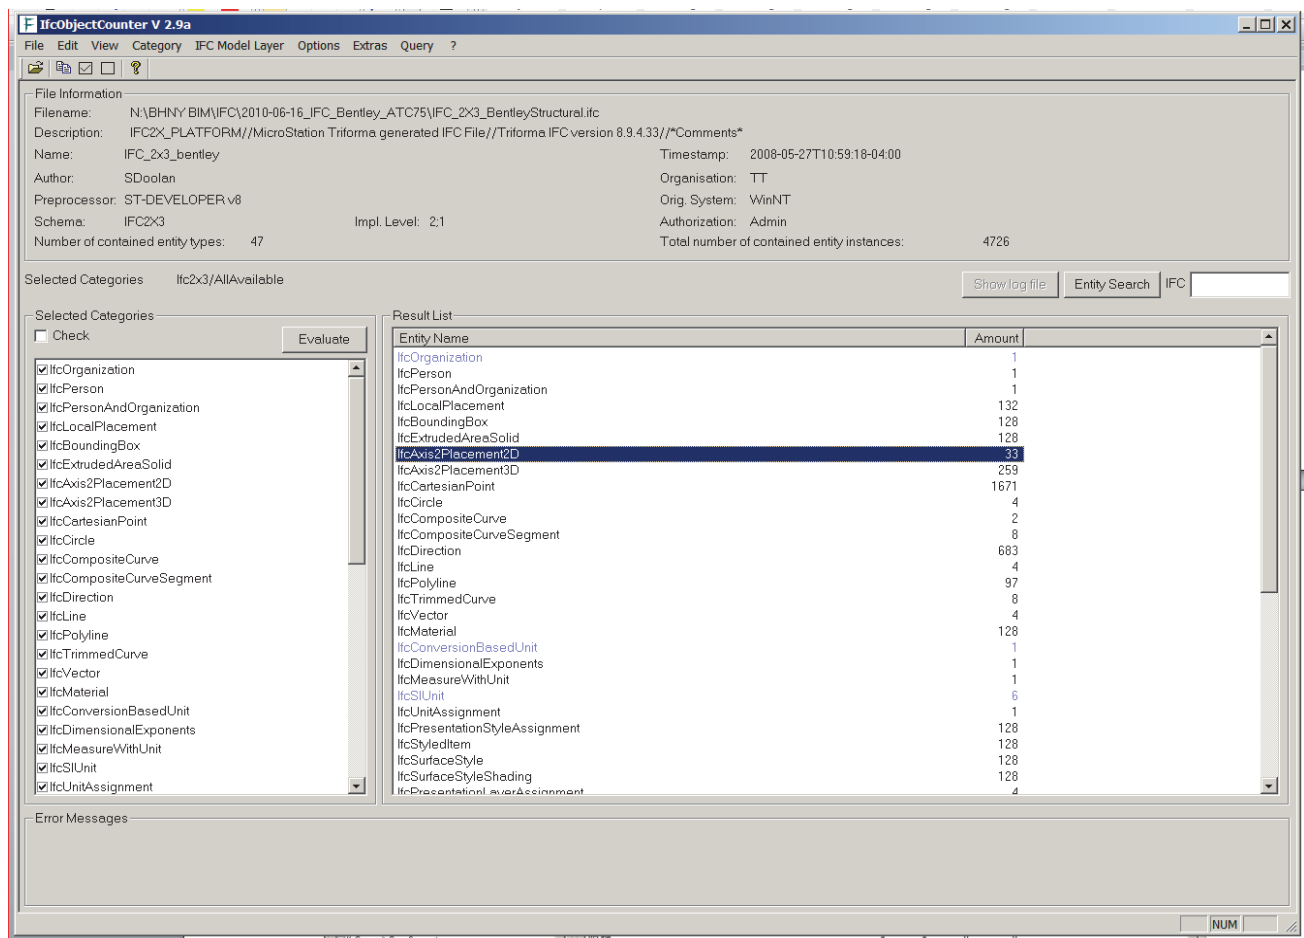 IfcObjectCounter V 2.9a
File Edit View Category IFC Model Layer Options Extras Query ?
File Information
Filename: N:\BHNY BIM\IFC\2010-06-16_IFC_Bentley_ATC75\IFC_2X3_BentleyStructural.ifc
Description: IFC2X_PLATFORM//MicroStation Triforma generated IFC File//Triforma IFC version 8.9.4.33//*Comments*
Name: IFC_2x3_bentley Timestamp: 2008-05-27T10:59:18-04:00
Author: SDoolan Organisation: TT
Preprocessor: ST-DEVELOPER v8 Orig. System: WinNT
Schema: IFC2X3 Impl. Level: 2;1 Authorization: Admin
Number of contained entity types: 47 Total number of contained entity instances: 4726
Selected Categories Ifc2x3/AllAvailable Show log file Entity Search IFC
Selected Categories
Check Evaluate
IfcOrganization
IfcPerson
IfcPersonAndOrganization
IfcLocalPlacement
IfcBoundingBox
IfcExtrudedAreaSolid
IfcAxis2Placement2D
IfcAxis2Placement3D
IfcCartesianPoint
IfcCircle
IfcCompositeCurve
IfcCompositeCurveSegment
IfcDirection
IfcLine
IfcPolyline
IfcTrimmedCurve
IfcVector
IfcMaterial
IfcConversionBasedUnit
IfcDimensionalExponents
IfcMeasureWithUnit
IfcSIUnit
IfcUnitAssignment
Result List
Entity Name Amount
IfcOrganization 1
IfcPerson 1
IfcPersonAndOrganization 1
IfcLocalPlacement 132
IfcBoundingBox 128
IfcExtrudedAreaSolid 128
IfcAxis2Placement2D 33
IfcAxis2Placement3D 259
IfcCartesianPoint 1671
IfcCircle 4
IfcCompositeCurve 2
IfcCompositeCurveSegment 8
IfcDirection 683
IfcLine 4
IfcPolyline 97
IfcTrimmedCurve 8
IfcVector 4
IfcMaterial 128
IfcConversionBasedUnit 1
IfcDimensionalExponents 1
IfcMeasureWithUnit 1
IfcSIUnit 6
IfcUnitAssignment 1
IfcPresentationStyleAssignment 128
IfcStyledItem 128
IfcSurfaceStyle 128
IfcSurfaceStyleShading 128
IfcPresentationLayerAssignment 4
Error Messages
NUM